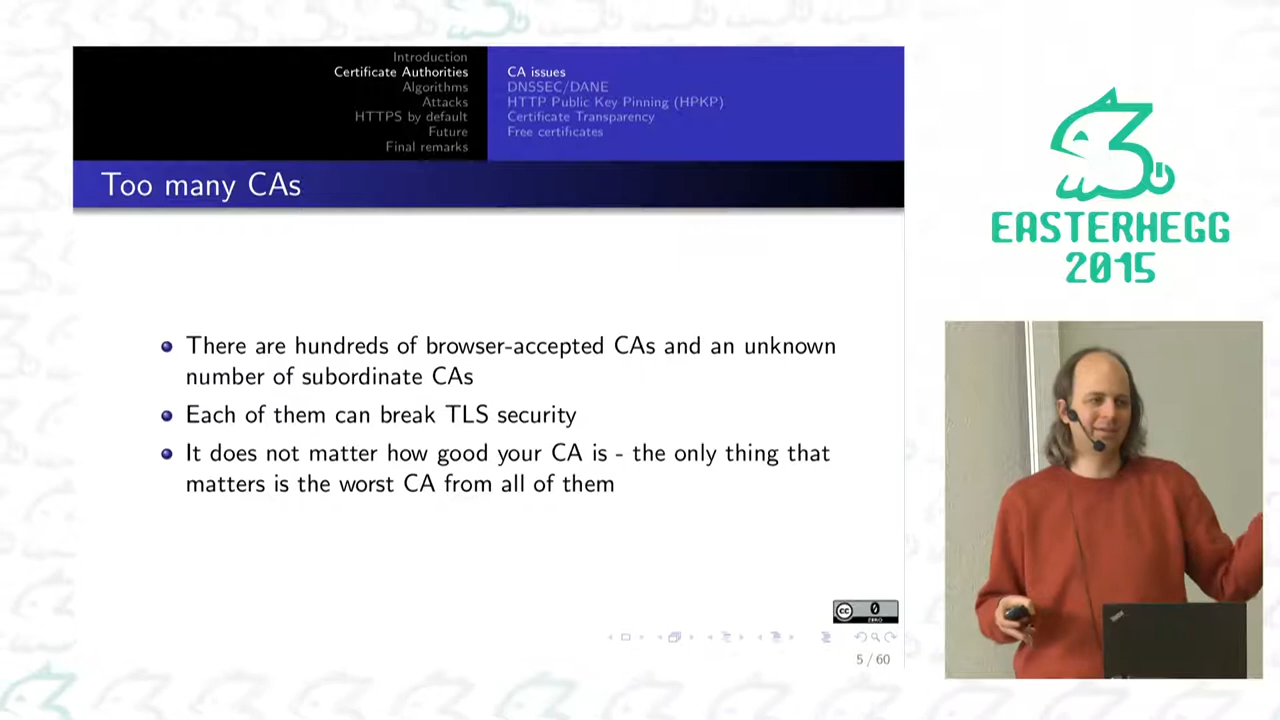 Introduction
Certificate Authorities
Algorithms
Attacks
HTTPS by default
Future
Final remarks
CA issues
DNSSEC/DANE
HTTP Public Key Pinning (HPKP)
Certificate Transparency
Free certificates
Too many CAs
There are hundreds of browser-accepted CAs and an unknown
number of subordinate CAs
Each of them can break TLS security
It does not matter how good your CA is - the only thing that
matters is the worst CA from all of them
cc 0
ZERO
5 / 60
EASTERHEGG
2015